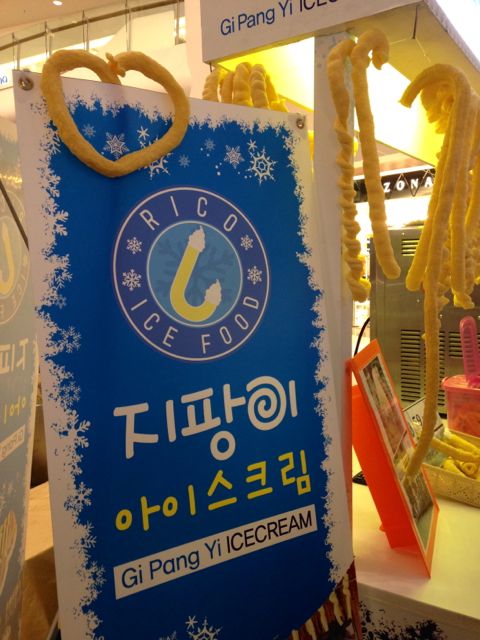 Gi Pang Yi ICECREAM
ZONA
RICO
ICE FOOD
지팡이
아이스크림
Gi Pang Yi ICECREAM